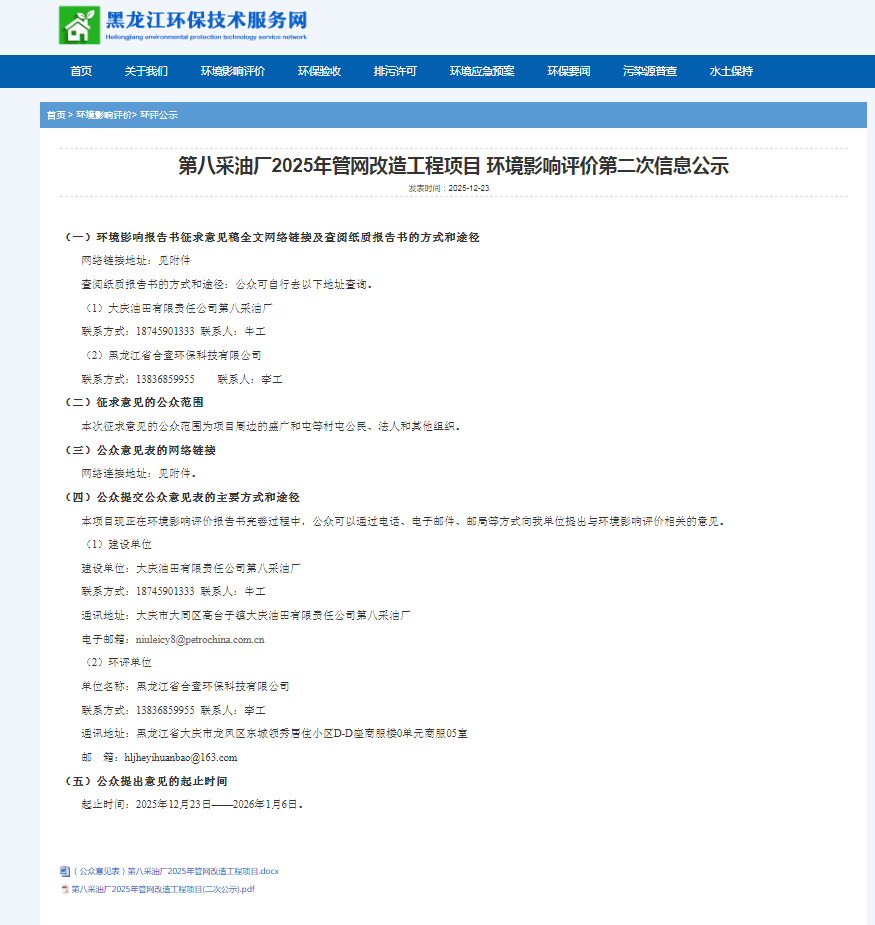 黑龙江环保技术服务网
Heilongjiang environmental protection technology service network
首页 关于我们 环境影响评价 环保验收 排污许可 环境应急预案 环保要闻 污染源普查 水土保持
首页 > 环境影响评价> 环评公示
第八采油厂2025年管网改造工程项目 环境影响评价第二次信息公示
发表时间：2025-12-23
（一）环境影响报告书征求意见稿全文网络链接及查阅纸质报告书的方式和途径
网络链接地址：见附件
查阅纸质报告书的方式和途径：公众可自行去以下地址查询。
（1）大庆油田有限责任公司第八采油厂
联系方式：18745901333 联系人：牛工
（2）黑龙江省合壹环保科技有限公司
联系方式：13836859955 联系人：李工
（二）征求意见的公众范围
本次征求意见的公众范围为项目周边的盛广和屯等村屯公民、法人和其他组织。
（三）公众意见表的网络链接
网络连接地址：见附件。
（四）公众提交公众意见表的主要方式和途径
本项目现正在环境影响评价报告书完善过程中，公众可以通过电话、电子邮件、邮局等方式向我单位提出与环境影响评价相关的意见。
（1）建设单位
建设单位：大庆油田有限责任公司第八采油厂
联系方式：18745901333 联系人：牛工
通讯地址：大庆市大同区高台子镇大庆油田有限责任公司第八采油厂
电子邮箱：niuleicy8@petrochina.com.cn
（2）环评单位
单位名称：黑龙江省合壹环保科技有限公司
联系方式：13836859955 联系人：李工
通讯地址：黑龙江省大庆市龙凤区东城领秀居住小区D-D座商服楼0单元商服05室
邮 箱：hljheyihuanbao@163.com
（五）公众提出意见的起止时间
起止时间：2025年12月23日——2026年1月6日。
（公众意见表）第八采油厂2025年管网改造工程项目.docx
第八采油厂2025年管网改造工程项目(二次公示).pdf